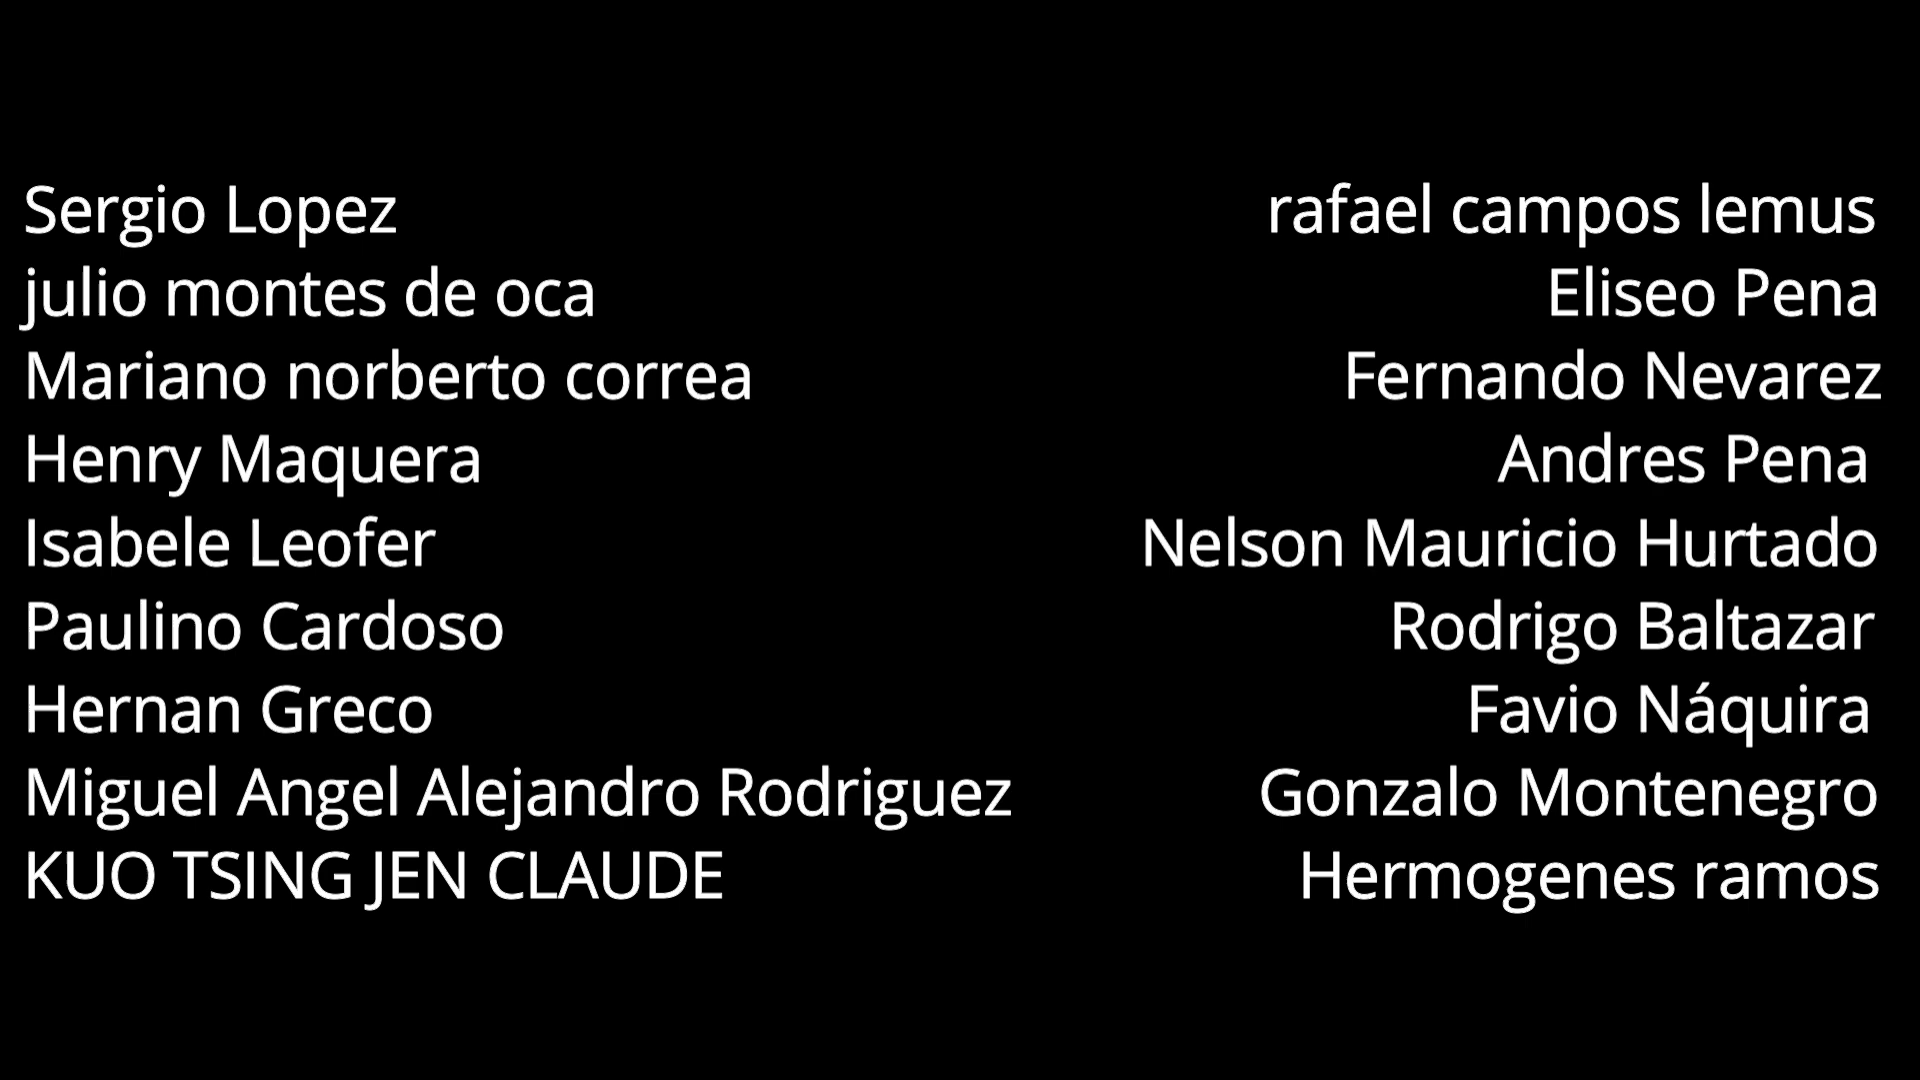 Sergio Lopez
julio montes de oca
Mariano norberto correa
Henry Maquera
Isabele Leofer
Paulino Cardoso
Hernan Greco
Miguel Angel Alejandro Rodriguez
KUO TSING JEN CLAUDE
rafael campos lemus
Eliseo Pena
Fernando Nevarez
Andres Pena
Nelson Mauricio Hurtado
Rodrigo Baltazar
Favio Náquira
Gonzalo Montenegro
Hermogenes ramos